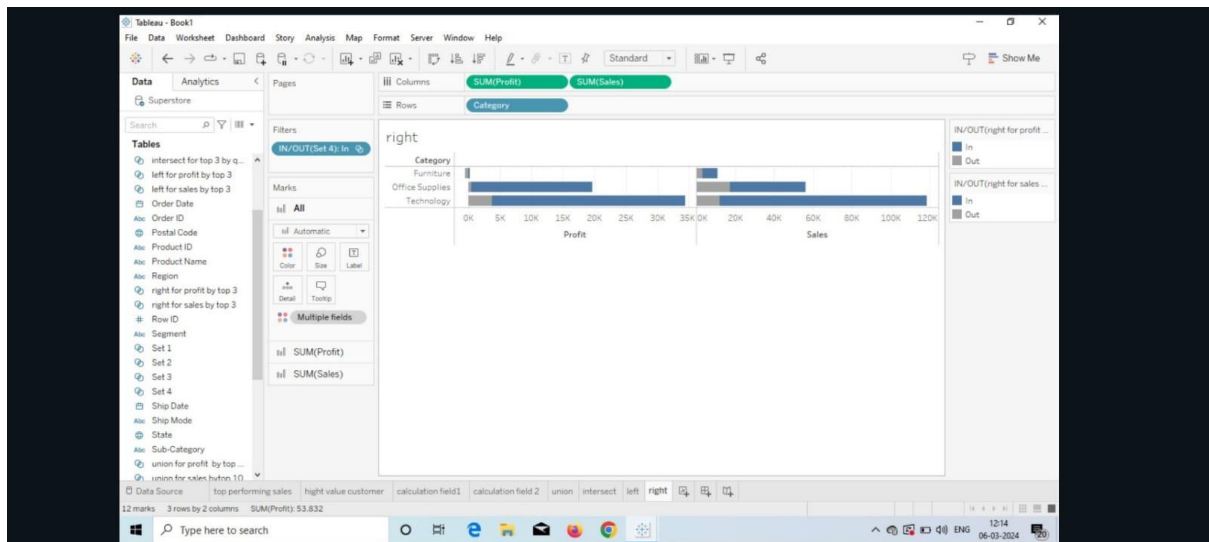 Tableau - Book1
File Data Worksheet Dashboard Story Analysis Map Format Server Window Help
Standard
Show Me
Data Analytics
Superstore
Search
Tables
intersect for top 3 by q...
left for profit by top 3
left for sales by top 3
Order Date
Abc Order ID
Postal Code
Abc Product ID
Abc Product Name
Abc Region
right for profit by top 3
right for sales by top 3
# Row ID
Abc Segment
Set 1
Set 2
Set 3
Set 4
Ship Date
Abc Ship Mode
State
Abc Sub-Category
union for profit by top ...
union for sales bytop 10
Pages
Filters
IN/OUT(Set 4): In
Marks
All
Automatic
Color Size Label
Detail Tooltip
Multiple fields
SUM(Profit)
SUM(Sales)
Columns SUM(Profit) SUM(Sales)
Rows Category
right
Category
Furniture
Office Supplies
Technology
0K 5K 10K 15K 20K 25K 30K 35K 0K 20K 40K 60K 80K 100K 120K
Profit Sales
IN/OUT(right for profit ...
In
Out
IN/OUT(right for sales ...
In
Out
Data Source top performing sales hight value customer calculation field1 calculation field 2 union intersect left right
12 marks 3 rows by 2 columns SUM(Profit): 53,832
Type here to search
ENG 12:14
06-03-2024
20